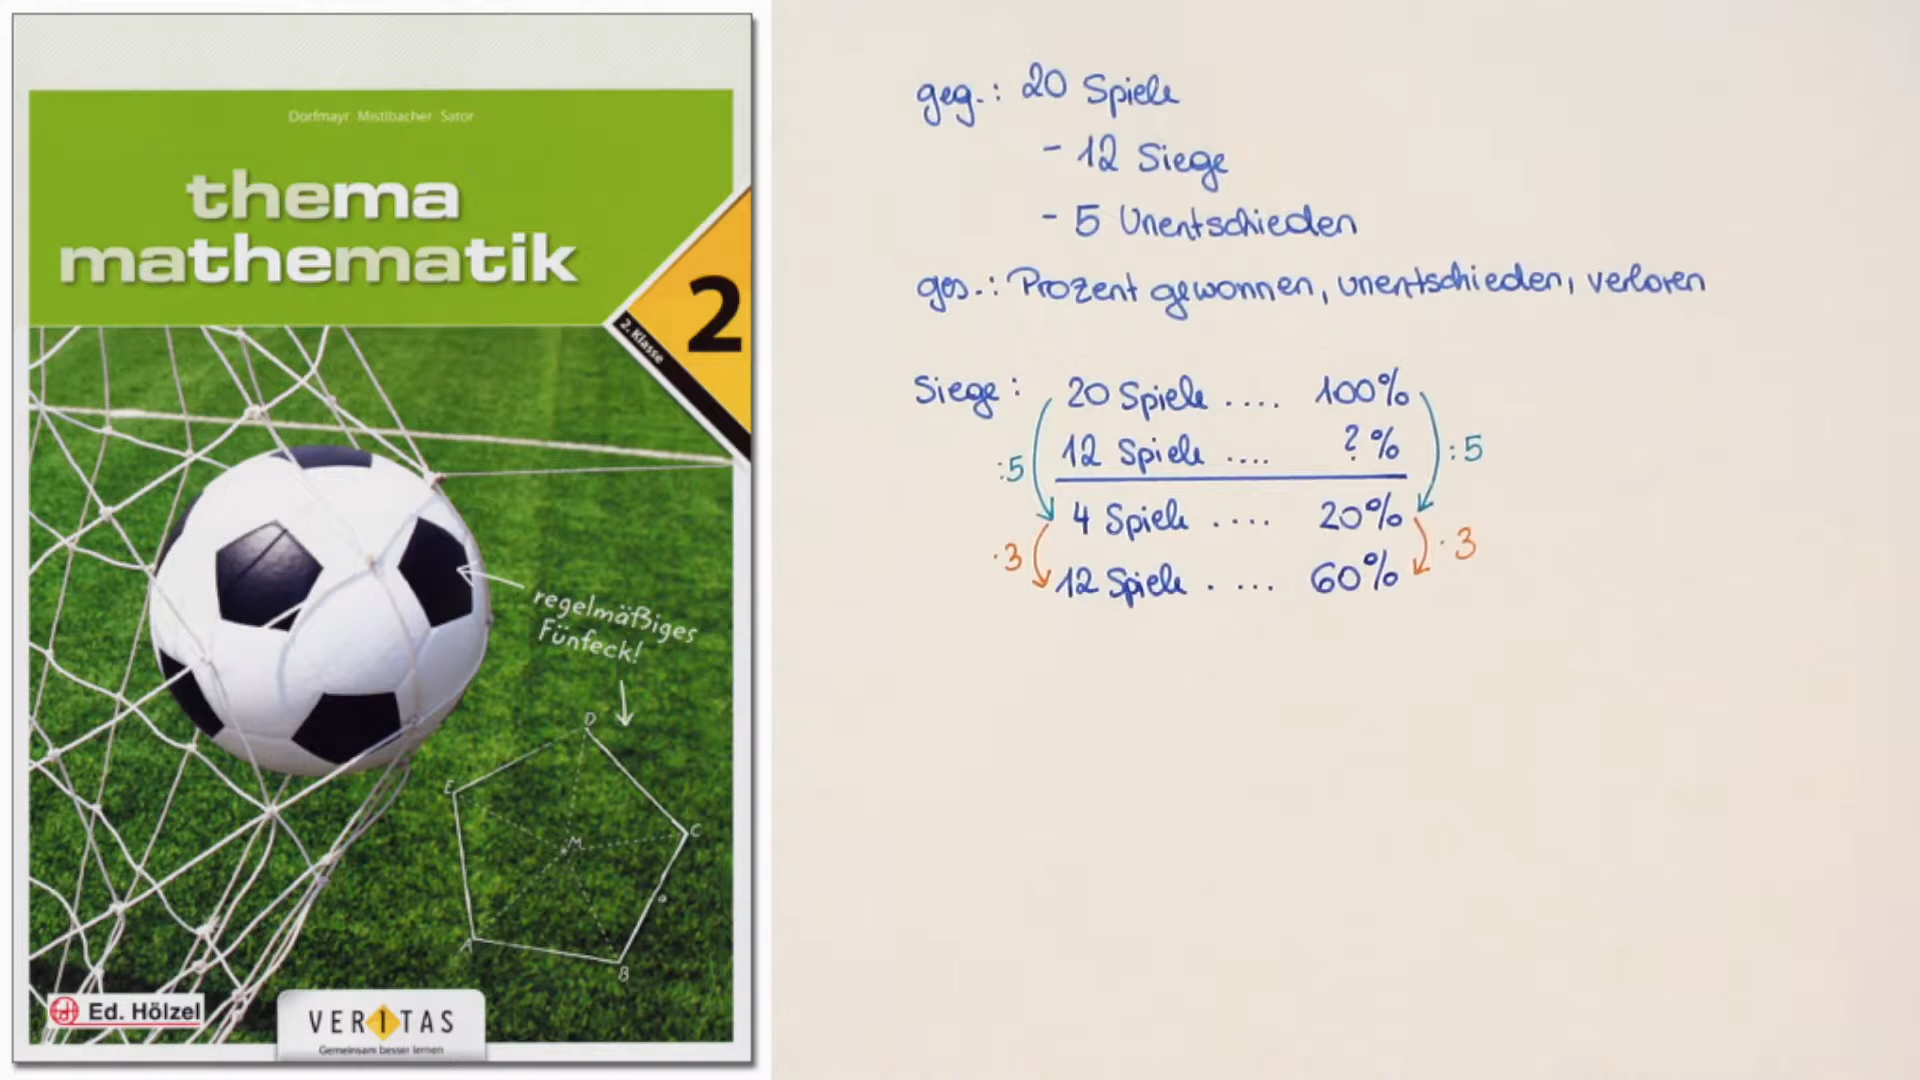 Dorfmayr Mistlbacher Sator
thema
mathematik
2
2. Klasse
regelmäßiges
Fünfeck!
D
E
C
M
a
A
B
Ed. Hölzel
VERITAS
Gemeinsam besser lernen
geg.: 20 Spiele
- 12 Siege
- 5 Unentschieden
ges.: Prozent gewonnen, unentschieden, verloren
Siege: 20 Spiele .... 100%
12 Spiele .... ? %
:5 :5
4 Spiele .... 20%
·3 ·3
12 Spiele . ... 60%